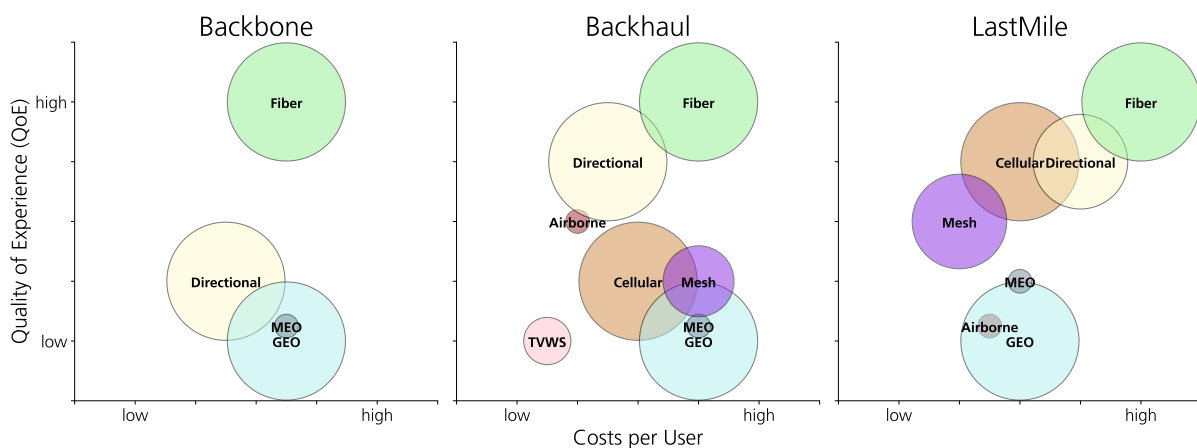 Backbone
Backhaul
LastMile
Quality of Experience (QoE)
high
low
Fiber
Directional
MEO
GEO
low
high
Fiber
Directional
Airborne
Cellular
Mesh
MEO
GEO
TVWS
low
high
Fiber
Cellular
Directional
Mesh
MEO
Airborne
GEO
low
high
Costs per User